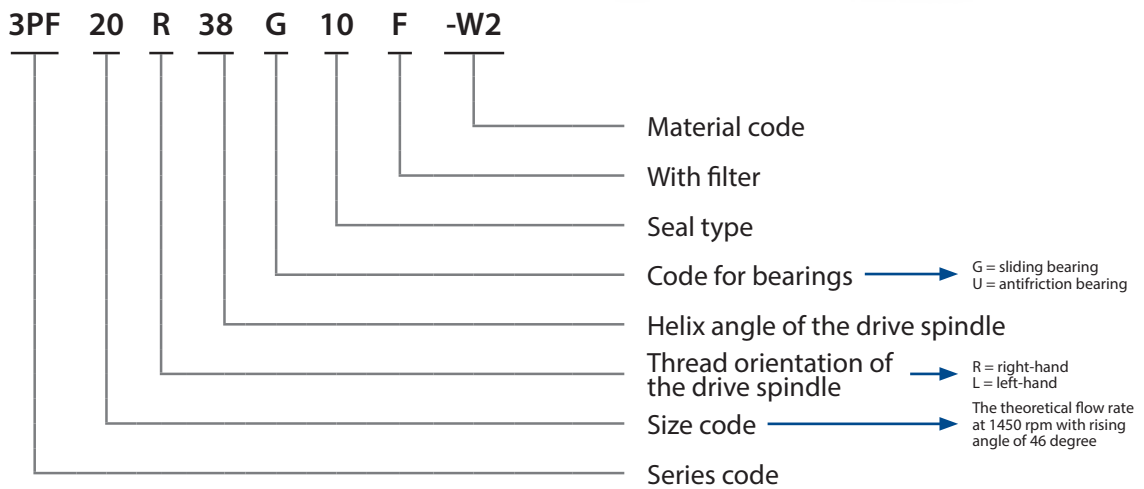 3PF 20 R 38 G 10 F -W2
Material code
With filter
Seal type
Code for bearings
G = sliding bearing
U = antifriction bearing
Helix angle of the drive spindle
Thread orientation of
the drive spindle
R = right-hand
L = left-hand
Size code
The theoretical flow rate
at 1450 rpm with rising
angle of 46 degree
Series code